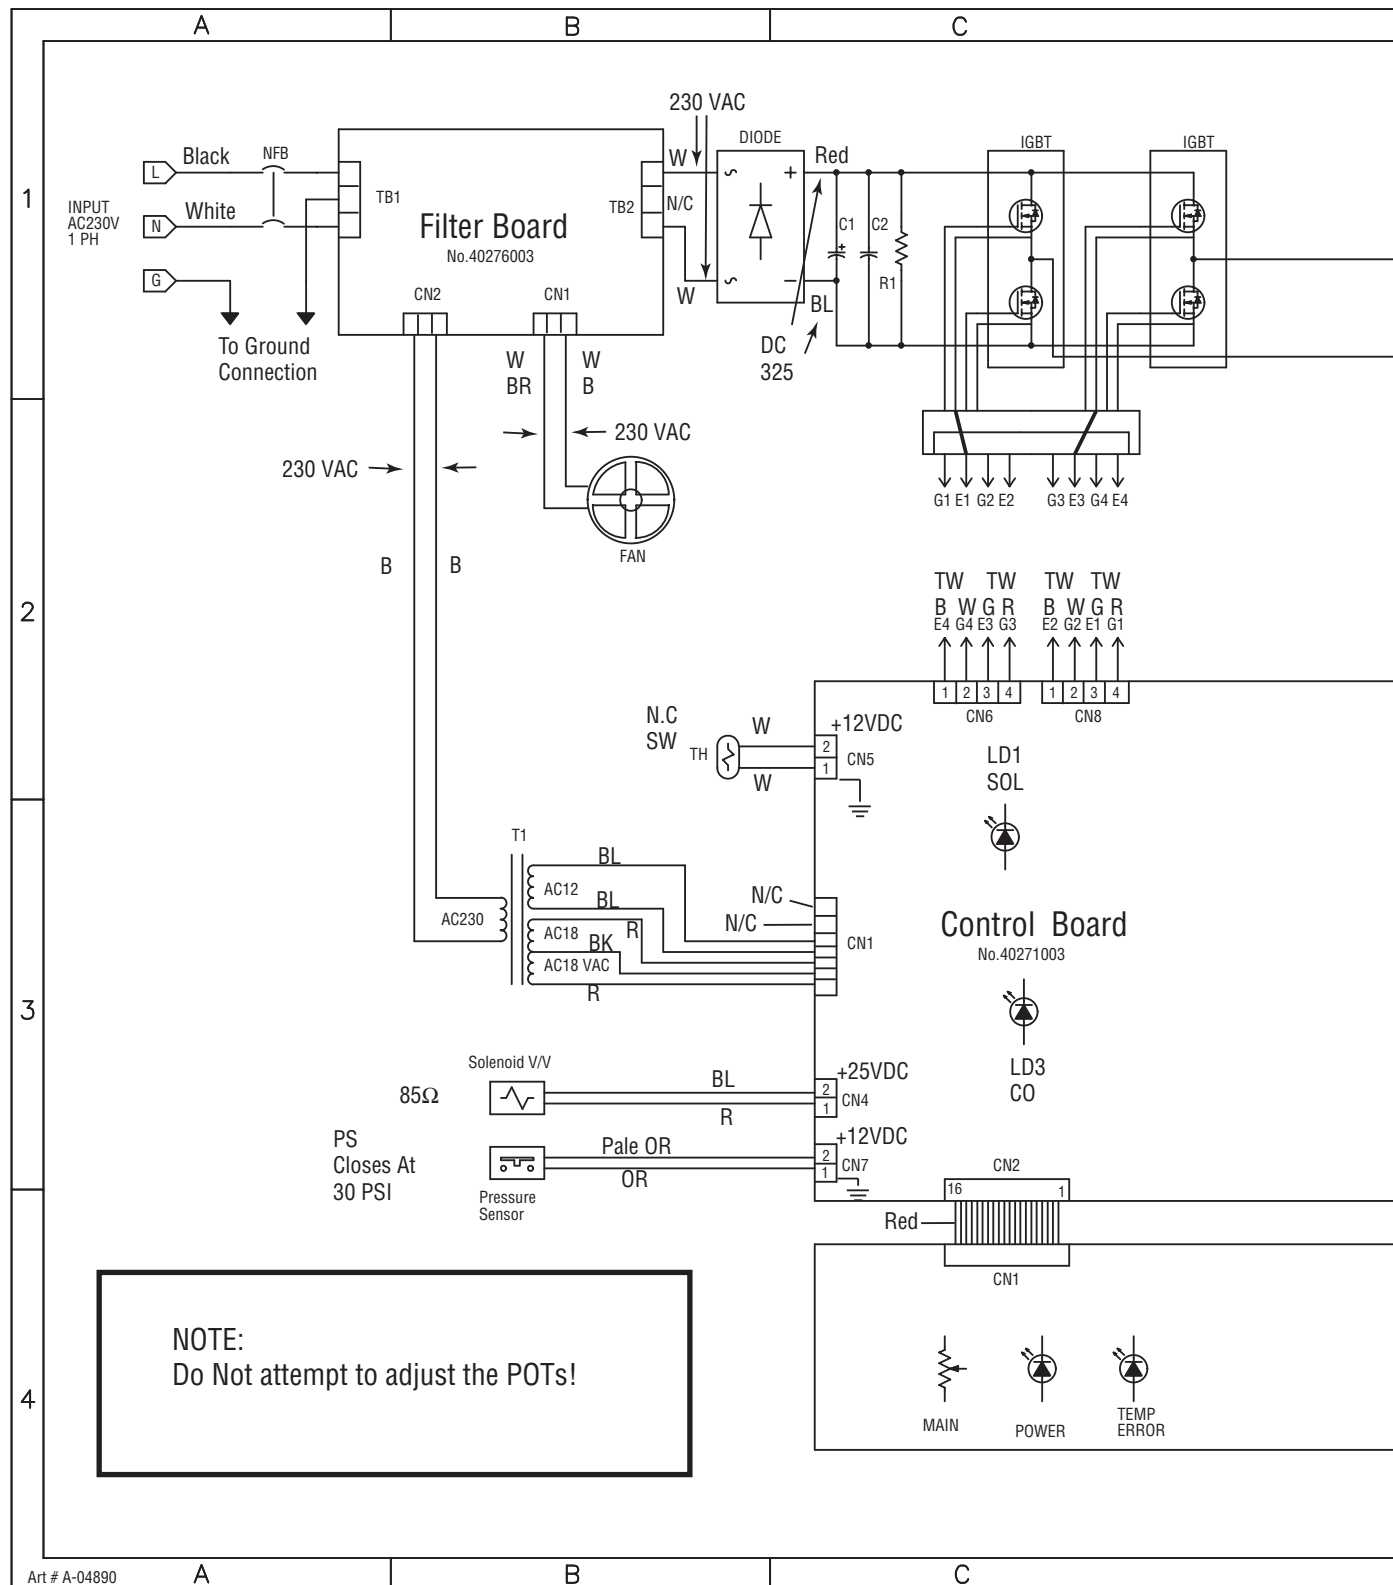 A
B
C
1
2
3
4
230 VAC
DIODE
IGBT
IGBT
L
Black
NFB
W
Red
INPUT
AC230V
1 PH
N
White
TB1
Filter Board
No.40276003
TB2
N/C
C1
C2
G
R1
CN2
CN1
W
BL
To Ground
Connection
W
BR
W
B
DC
325
230 VAC
230 VAC
G1 E1 G2 E2
G3 E3 G4 E4
FAN
B
B
TW
TW
TW
TW
B W G R
B W G R
E4 G4 E3 G3
E2 G2 E1 G1
1 2 3 4
1 2 3 4
CN6
CN8
N.C
SW
TH
W
W
+12VDC
2
1
CN5
LD1
SOL
T1
BL
AC12
BL
AC230
AC18
R
BK
AC18 VAC
R
N/C
N/C
CN1
Control Board
No.40271003
LD3
CO
Solenoid V/V
85Ω
BL
R
+25VDC
2
1
CN4
PS
Closes At
30 PSI
Pale OR
OR
+12VDC
2
1
CN7
Pressure
Sensor
CN2
16
1
Red
CN1
NOTE:
Do Not attempt to adjust the POTs!
MAIN
POWER
TEMP
ERROR
Art # A-04890
A
B
C